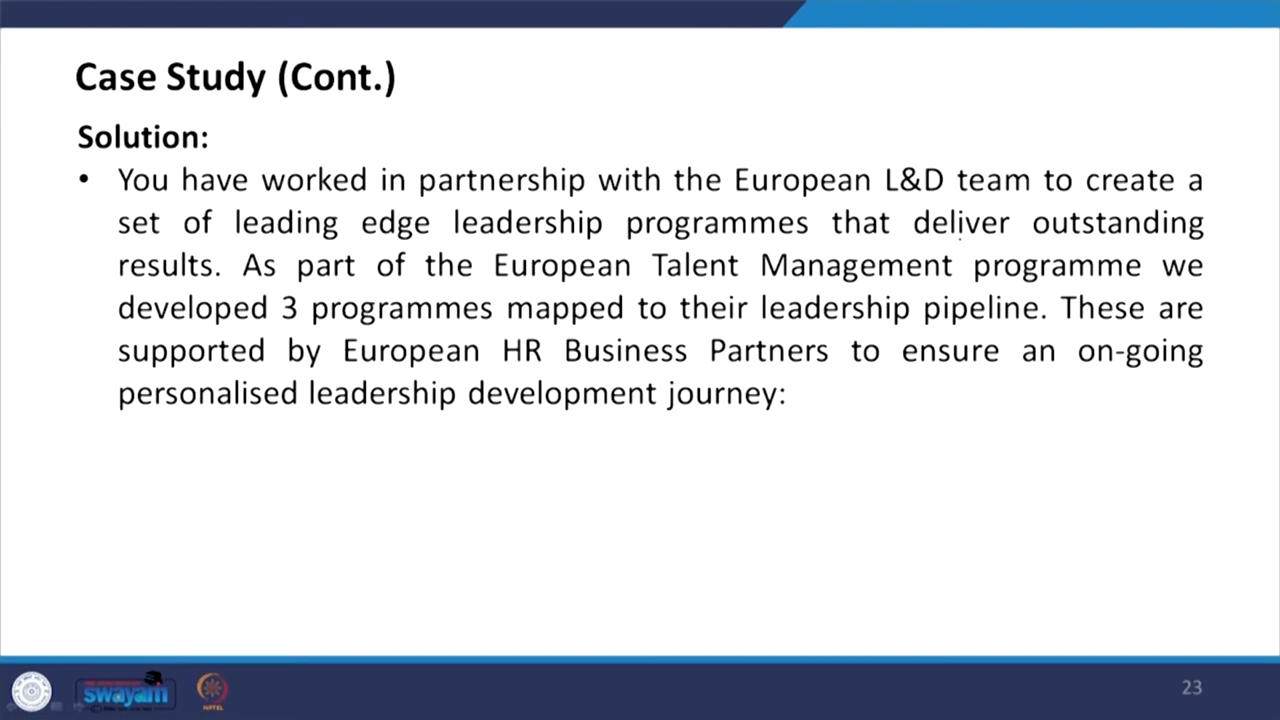 Case Study (Cont.)
Solution:
• You have worked in partnership with the European L&D team to create a
set of leading edge leadership programmes that deliver outstanding
results. As part of the European Talent Management programme we
developed 3 programmes mapped to their leadership pipeline. These are
supported by European HR Business Partners to ensure an on-going
personalised leadership development journey:
swayam
NPTEL
23